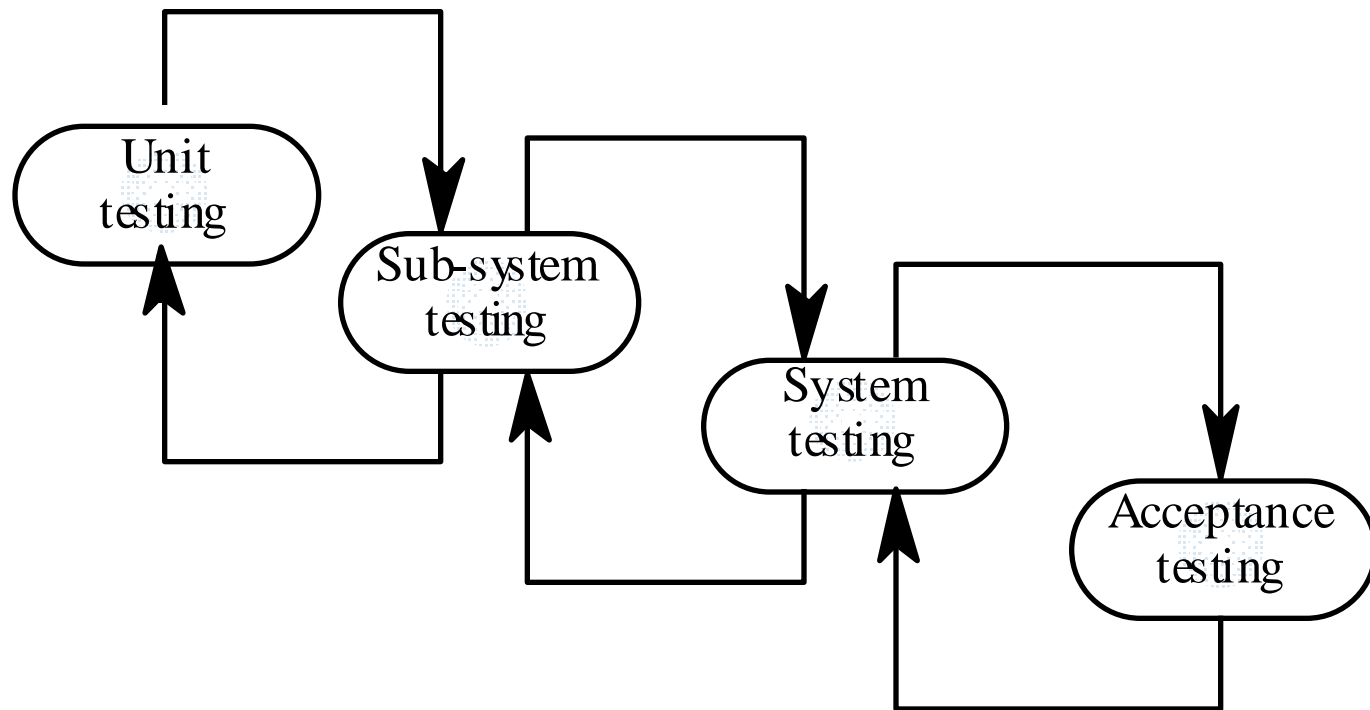 Unit
testing
Sub-system
testing
System
testing
Acceptance
testing